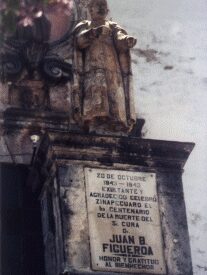 20 DE OCTUBRE
1843 - 1943
EXULTANTE Y
AGRADECIDO CELEBRO
ZINAPECUARO EL
1er CENTENARIO
DE LA MUERTE DEL
S. CURA
D.
JUAN B.
FIGUEROA
HONOR Y GRATITUD
AL BIENHECHOR